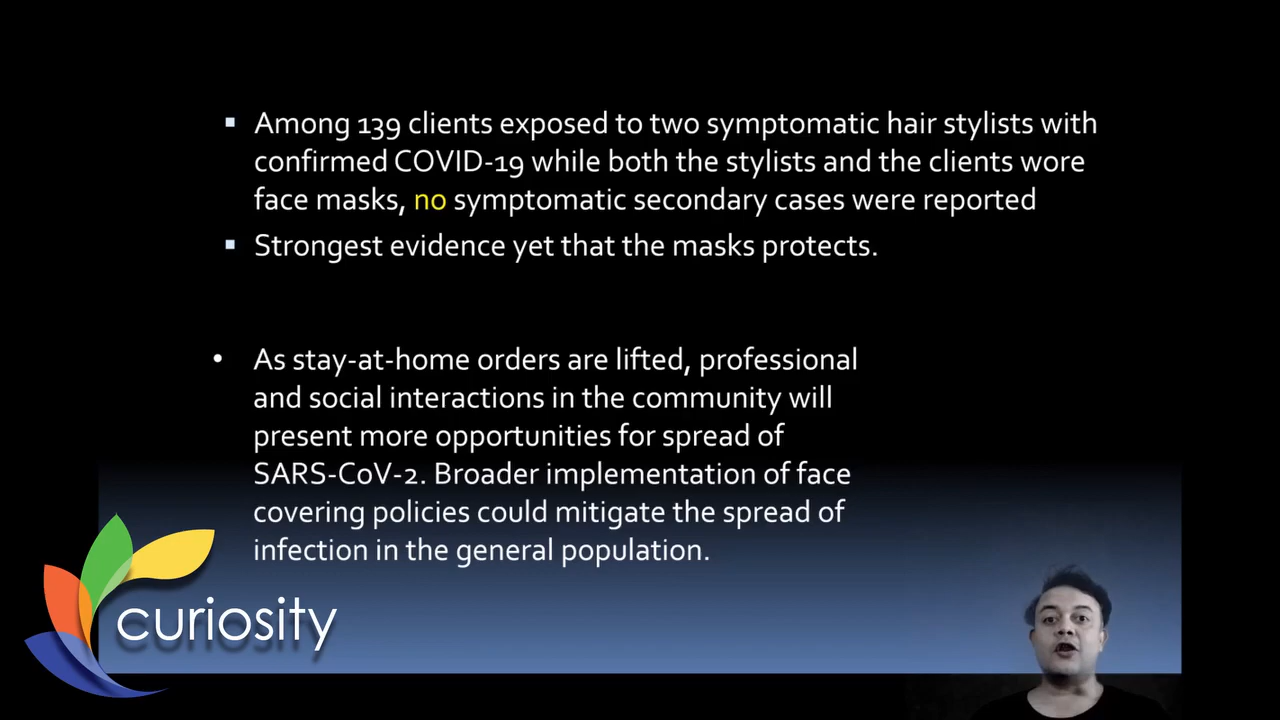 ▪ Among 139 clients exposed to two symptomatic hair stylists with
confirmed COVID-19 while both the stylists and the clients wore
face masks, no symptomatic secondary cases were reported
▪ Strongest evidence yet that the masks protects.
• As stay-at-home orders are lifted, professional
and social interactions in the community will
present more opportunities for spread of
SARS-CoV-2. Broader implementation of face
covering policies could mitigate the spread of
infection in the general population.
curiosity